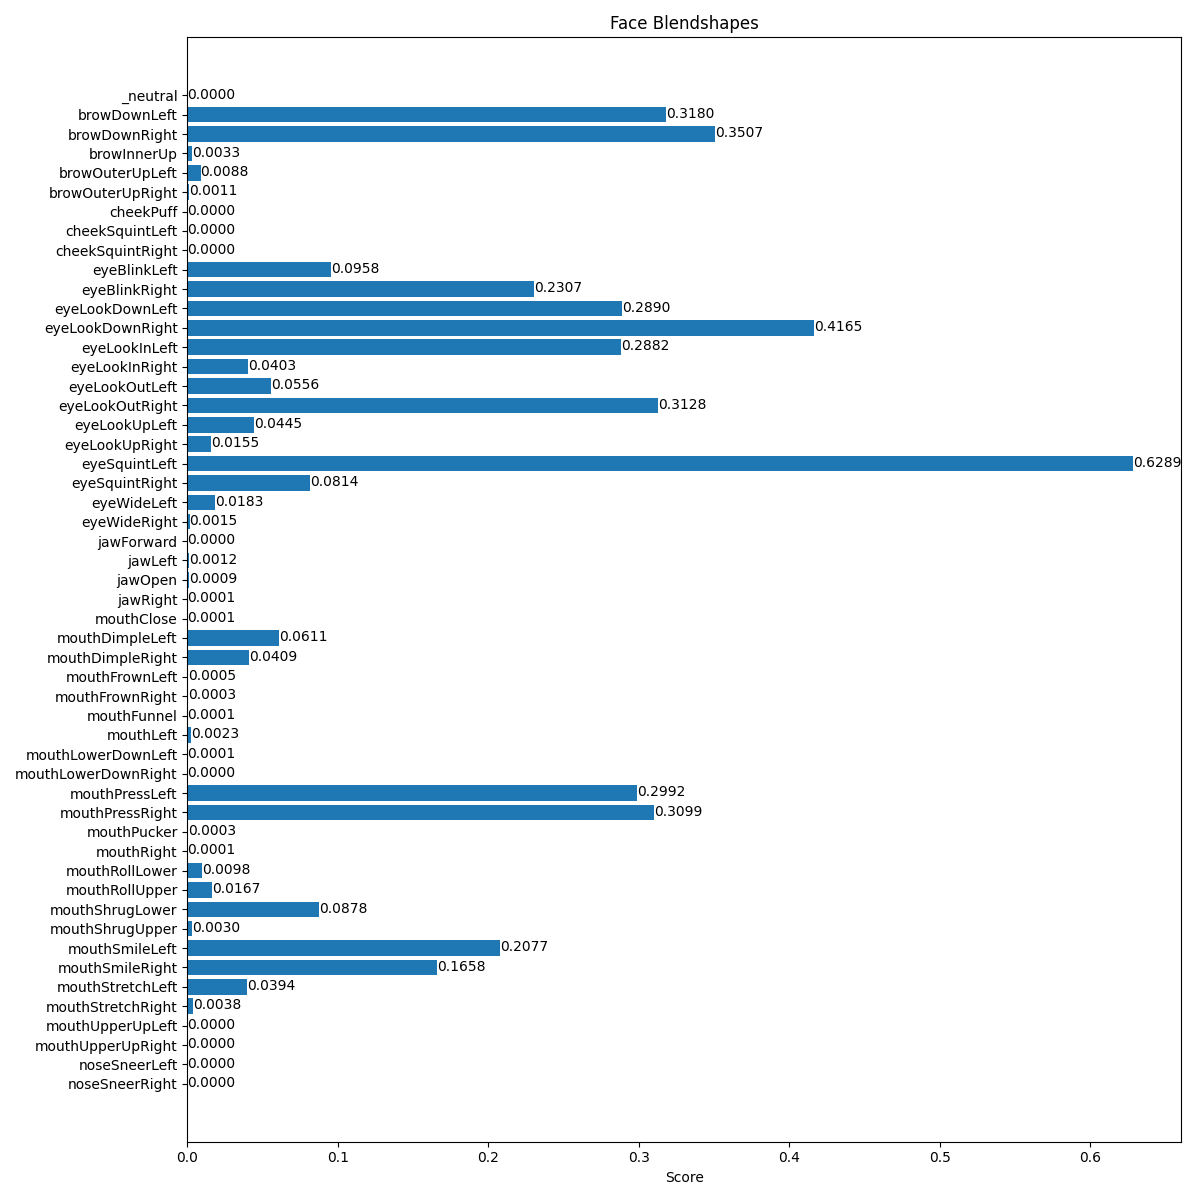 Face Blendshapes
_neutral 0.0000
browDownLeft 0.3180
browDownRight 0.3507
browInnerUp 0.0033
browOuterUpLeft 0.0088
browOuterUpRight 0.0011
cheekPuff 0.0000
cheekSquintLeft 0.0000
cheekSquintRight 0.0000
eyeBlinkLeft 0.0958
eyeBlinkRight 0.2307
eyeLookDownLeft 0.2890
eyeLookDownRight 0.4165
eyeLookInLeft 0.2882
eyeLookInRight 0.0403
eyeLookOutLeft 0.0556
eyeLookOutRight 0.3128
eyeLookUpLeft 0.0445
eyeLookUpRight 0.0155
eyeSquintLeft 0.6289
eyeSquintRight 0.0814
eyeWideLeft 0.0183
eyeWideRight 0.0015
jawForward 0.0000
jawLeft 0.0012
jawOpen 0.0009
jawRight 0.0001
mouthClose 0.0001
mouthDimpleLeft 0.0611
mouthDimpleRight 0.0409
mouthFrownLeft 0.0005
mouthFrownRight 0.0003
mouthFunnel 0.0001
mouthLeft 0.0023
mouthLowerDownLeft 0.0001
mouthLowerDownRight 0.0000
mouthPressLeft 0.2992
mouthPressRight 0.3099
mouthPucker 0.0003
mouthRight 0.0001
mouthRollLower 0.0098
mouthRollUpper 0.0167
mouthShrugLower 0.0878
mouthShrugUpper 0.0030
mouthSmileLeft 0.2077
mouthSmileRight 0.1658
mouthStretchLeft 0.0394
mouthStretchRight 0.0038
mouthUpperUpLeft 0.0000
mouthUpperUpRight 0.0000
noseSneerLeft 0.0000
noseSneerRight 0.0000
0.0 0.1 0.2 0.3 0.4 0.5 0.6
Score